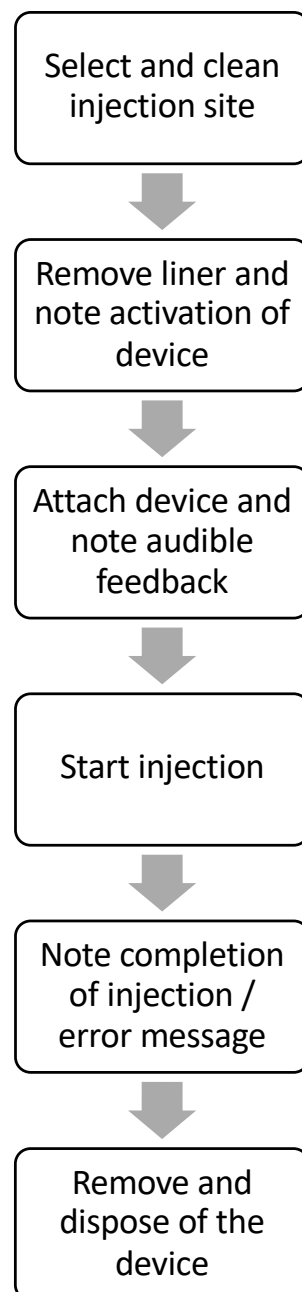 Select and clean
injection site
Remove liner and
note activation of
device
Attach device and
note audible
feedback
Start injection
Note completion
of injection /
error message
Remove and
dispose of the
device